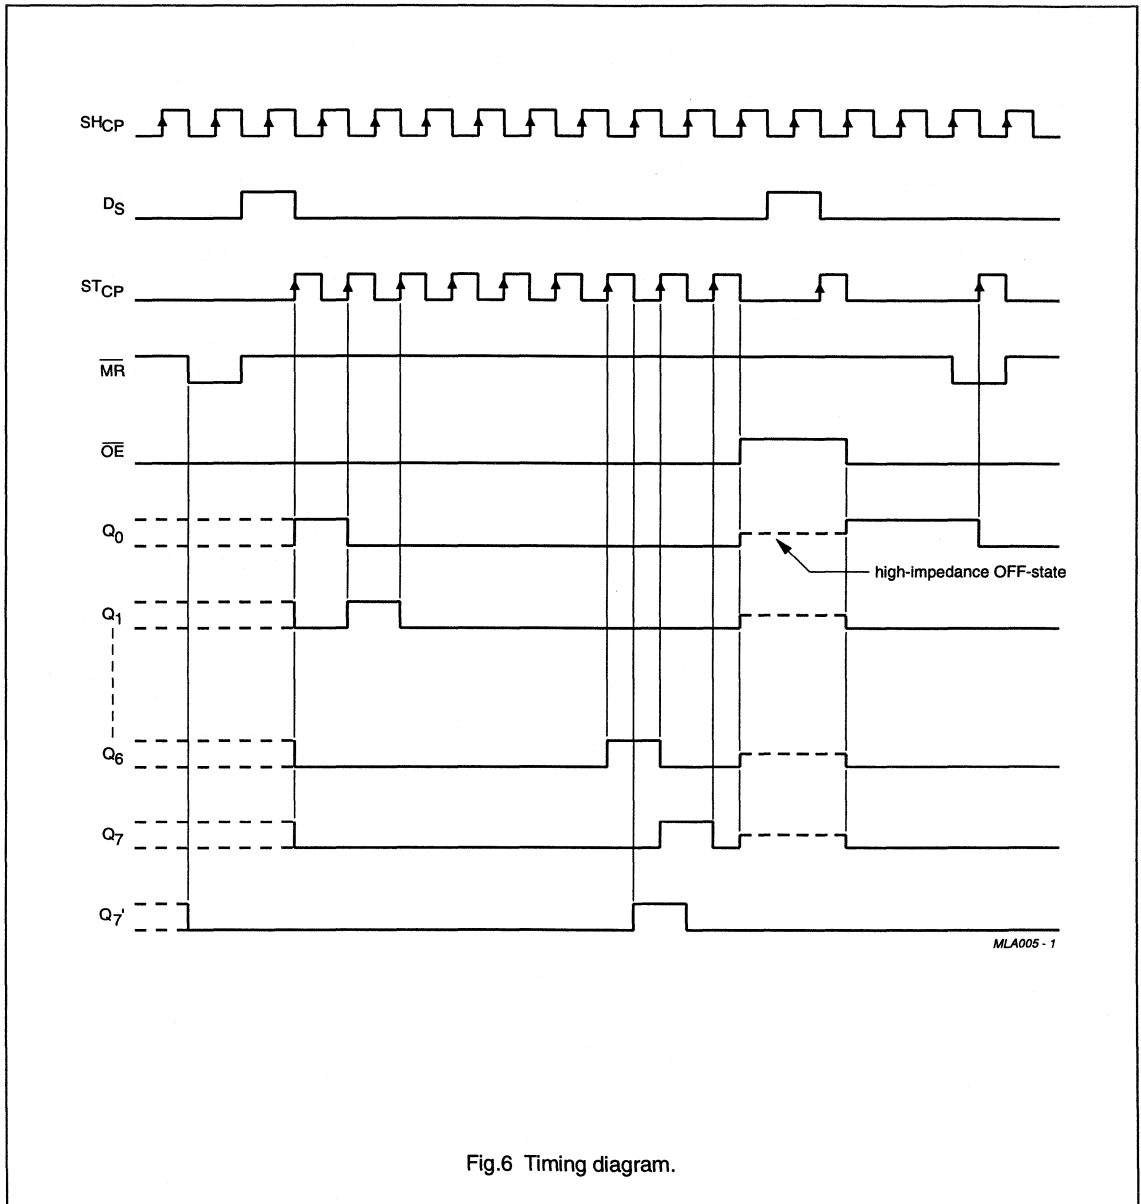 SHCP
DS
STCP
MR
OE
Q0
high-impedance OFF-state
Q1
Q6
Q7
Q7'
MLA005 - 1
Fig.6 Timing diagram.